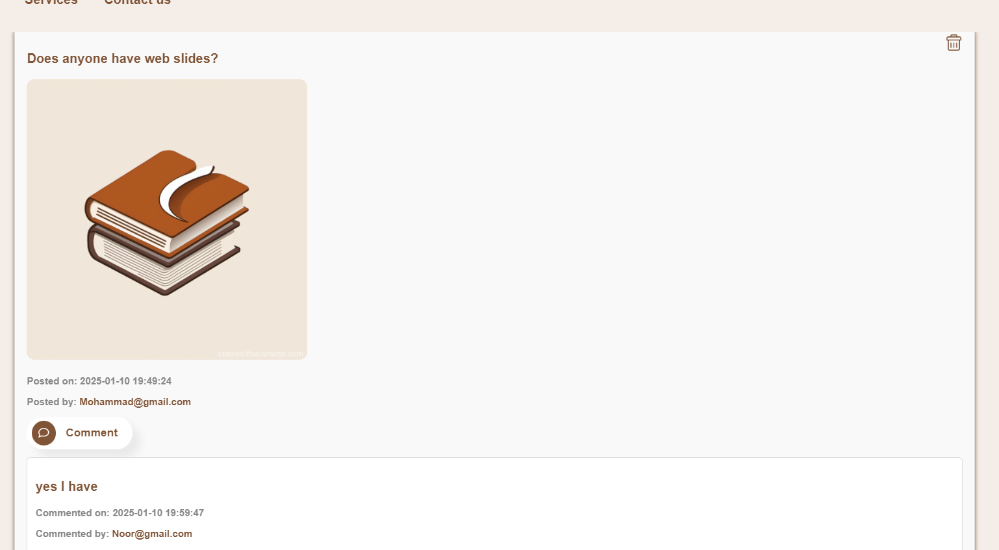 Services Contact us
Does anyone have web slides?
stablediffusionweb.com
Posted on: 2025-01-10 19:49:24
Posted by: Mohammad@gmail.com
Comment
yes I have
Commented on: 2025-01-10 19:59:47
Commented by: Noor@gmail.com